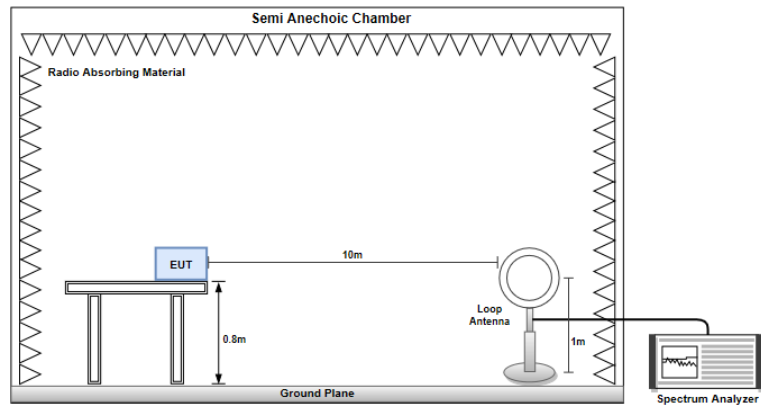 Semi Anechoic Chamber
Radio Absorbing Material
10m
EUT
Loop
Antenna
0.8m
1m
Ground Plane
Spectrum Analyzer